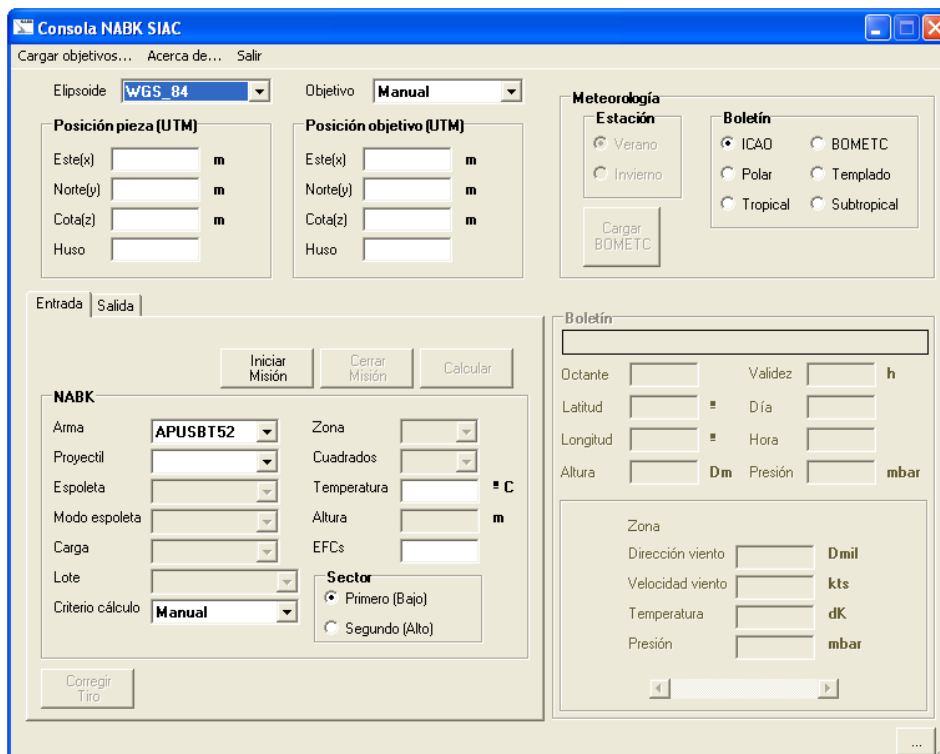 Consola NABK SIAC
Cargar objetivos... Acerca de... Salir
Elipsoide WGS_84 Objetivo Manual
Posición pieza (UTM)
Este(x) m
Norte(y) m
Cota(z) m
Huso
Posición objetivo (UTM)
Este(x) m
Norte(y) m
Cota(z) m
Huso
Meteorología
Estación
Verano
Invierno
Cargar
BOMETC
Boletín
ICAO BOMETC
Polar Templado
Tropical Subtropical
Entrada Salida
Iniciar
Misión
Cerrar
Misión
Calcular
NABK
Arma APUSBT52
Proyectil
Espoleta
Modo espoleta
Carga
Lote
Criterio cálculo Manual
Zona
Cuadrados
Temperatura º C
Altura m
EFCs
Sector
Primero (Bajo)
Segundo (Alto)
Corregir
Tiro
Boletín
Octante Validez h
Latitud º Día
Longitud º Hora
Altura Dm Presión mbar
Zona
Dirección viento Dmil
Velocidad viento kts
Temperatura dK
Presión mbar
...